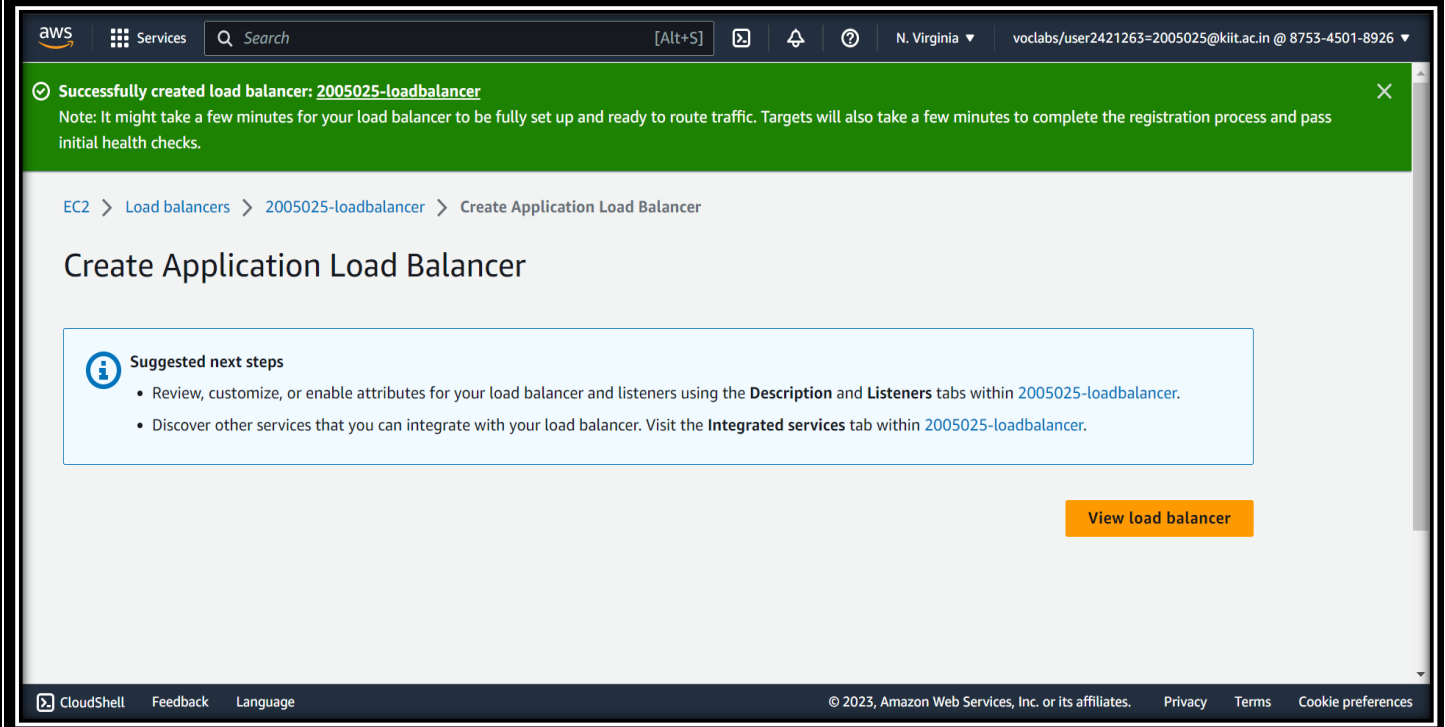 aws Services Search [Alt+S] N. Virginia voclabs/user2421263=2005025@kiit.ac.in @ 8753-4501-8926
Successfully created load balancer: 2005025-loadbalancer
Note: It might take a few minutes for your load balancer to be fully set up and ready to route traffic. Targets will also take a few minutes to complete the registration process and pass
initial health checks.
EC2 > Load balancers > 2005025-loadbalancer > Create Application Load Balancer
Create Application Load Balancer
Suggested next steps
• Review, customize, or enable attributes for your load balancer and listeners using the Description and Listeners tabs within 2005025-loadbalancer.
• Discover other services that you can integrate with your load balancer. Visit the Integrated services tab within 2005025-loadbalancer.
View load balancer
CloudShell Feedback Language © 2023, Amazon Web Services, Inc. or its affiliates. Privacy Terms Cookie preferences